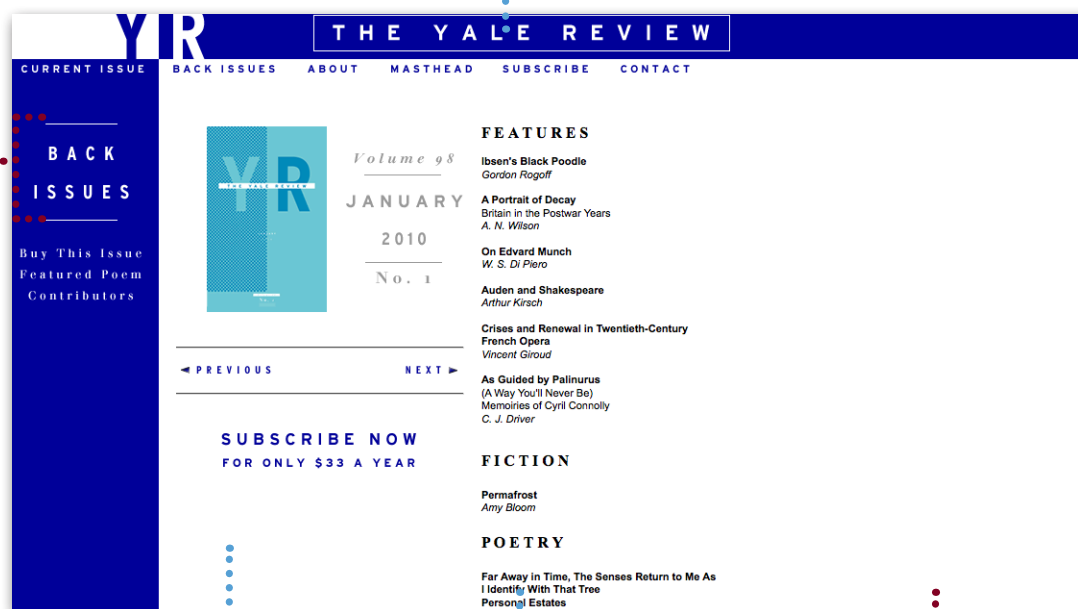 YR
THE YALE REVIEW
CURRENT ISSUE BACK ISSUES ABOUT MASTHEAD SUBSCRIBE CONTACT
BACK
ISSUES
Buy This Issue
Featured Poem
Contributors
YR
THE YALE REVIEW
No. 1
Volume 98
JANUARY
2010
No. 1
PREVIOUS NEXT
SUBSCRIBE NOW
FOR ONLY $33 A YEAR
FEATURES
Ibsen's Black Poodle
Gordon Rogoff
A Portrait of Decay
Britain in the Postwar Years
A. N. Wilson
On Edvard Munch
W. S. Di Piero
Auden and Shakespeare
Arthur Kirsch
Crises and Renewal in Twentieth-Century
French Opera
Vincent Giroud
As Guided by Palinurus
(A Way You'll Never Be)
Memoiries of Cyril Connolly
C. J. Driver
FICTION
Permafrost
Amy Bloom
POETRY
Far Away in Time, The Senses Return to Me As
I Identify With That Tree
Personal Estates